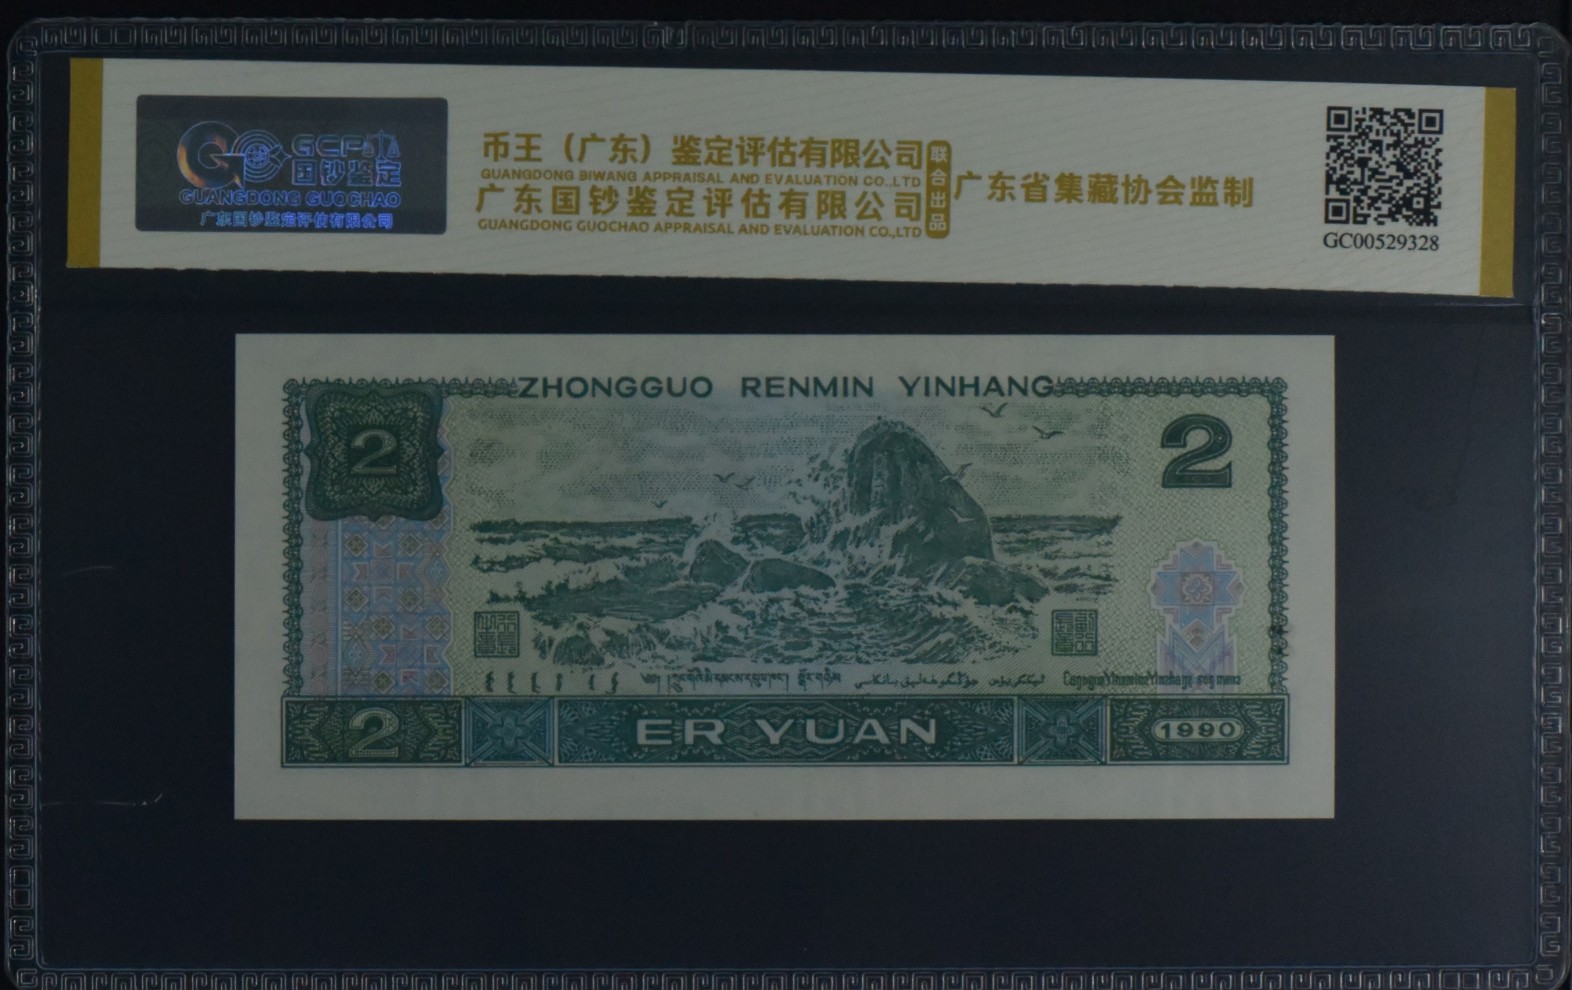 GCP
国钞鉴定
GUANGDONG GUOCHAO
广东国钞鉴定评估有限公司
币王（广东）鉴定评估有限公司
GUANGDONG BIWANG APPRAISAL AND EVALUATION CO.,LTD
广东国钞鉴定评估有限公司
GUANGDONG GUOCHAO APPRAISAL AND EVALUATION CO.,LTD
联合出品
广东省集藏协会监制
GC00529328
ZHONGGUO RENMIN YINHANG
2
2
2
ER YUAN
1990